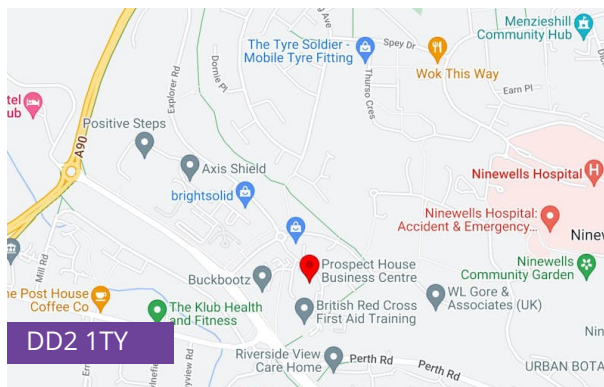 Menzieshill
Community Hub
The Tyre Soldier -
Mobile Tyre Fitting
Spey Dr
Wok This Way
Earn Pl
Thurso Cres
Dornie Pl
Explorer Rd
A90
Positive Steps
Axis Shield
brightsolid
Ninewells Hospital
H
Ninewells Hospital:
Accident & Emergency...
Ninew
Ninewells
Community Garden
Prospect House
Business Centre
Buckbootz
WL Gore &
Associates (UK)
British Red Cross
First Aid Training
Mill Rd
e Post House
Coffee Co
The Klub Health
and Fitness
DD2 1TY
Riverside View
Care Home
Perth Rd
Perth Rd
Nin
URBAN BOTA